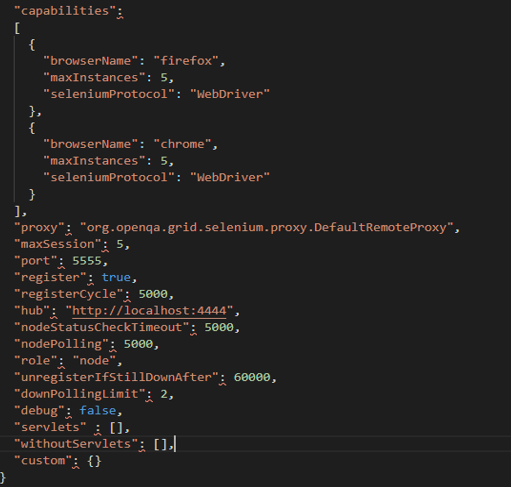 "capabilities":
[
{
"browserName": "firefox",
"maxInstances": 5,
"seleniumProtocol": "WebDriver"
},
{
"browserName": "chrome",
"maxInstances": 5,
"seleniumProtocol": "WebDriver"
}
],
"proxy": "org.openqa.grid.selenium.proxy.DefaultRemoteProxy",
"maxSession": 5,
"port": 5555,
"register": true,
"registerCycle": 5000,
"hub": "http://localhost:4444",
"nodeStatusCheckTimeout": 5000,
"nodePolling": 5000,
"role": "node",
"unregisterIfStillDownAfter": 60000,
"downPollingLimit": 2,
"debug": false,
"servlets" : [],
"withoutServlets": [],
"custom": {}
}